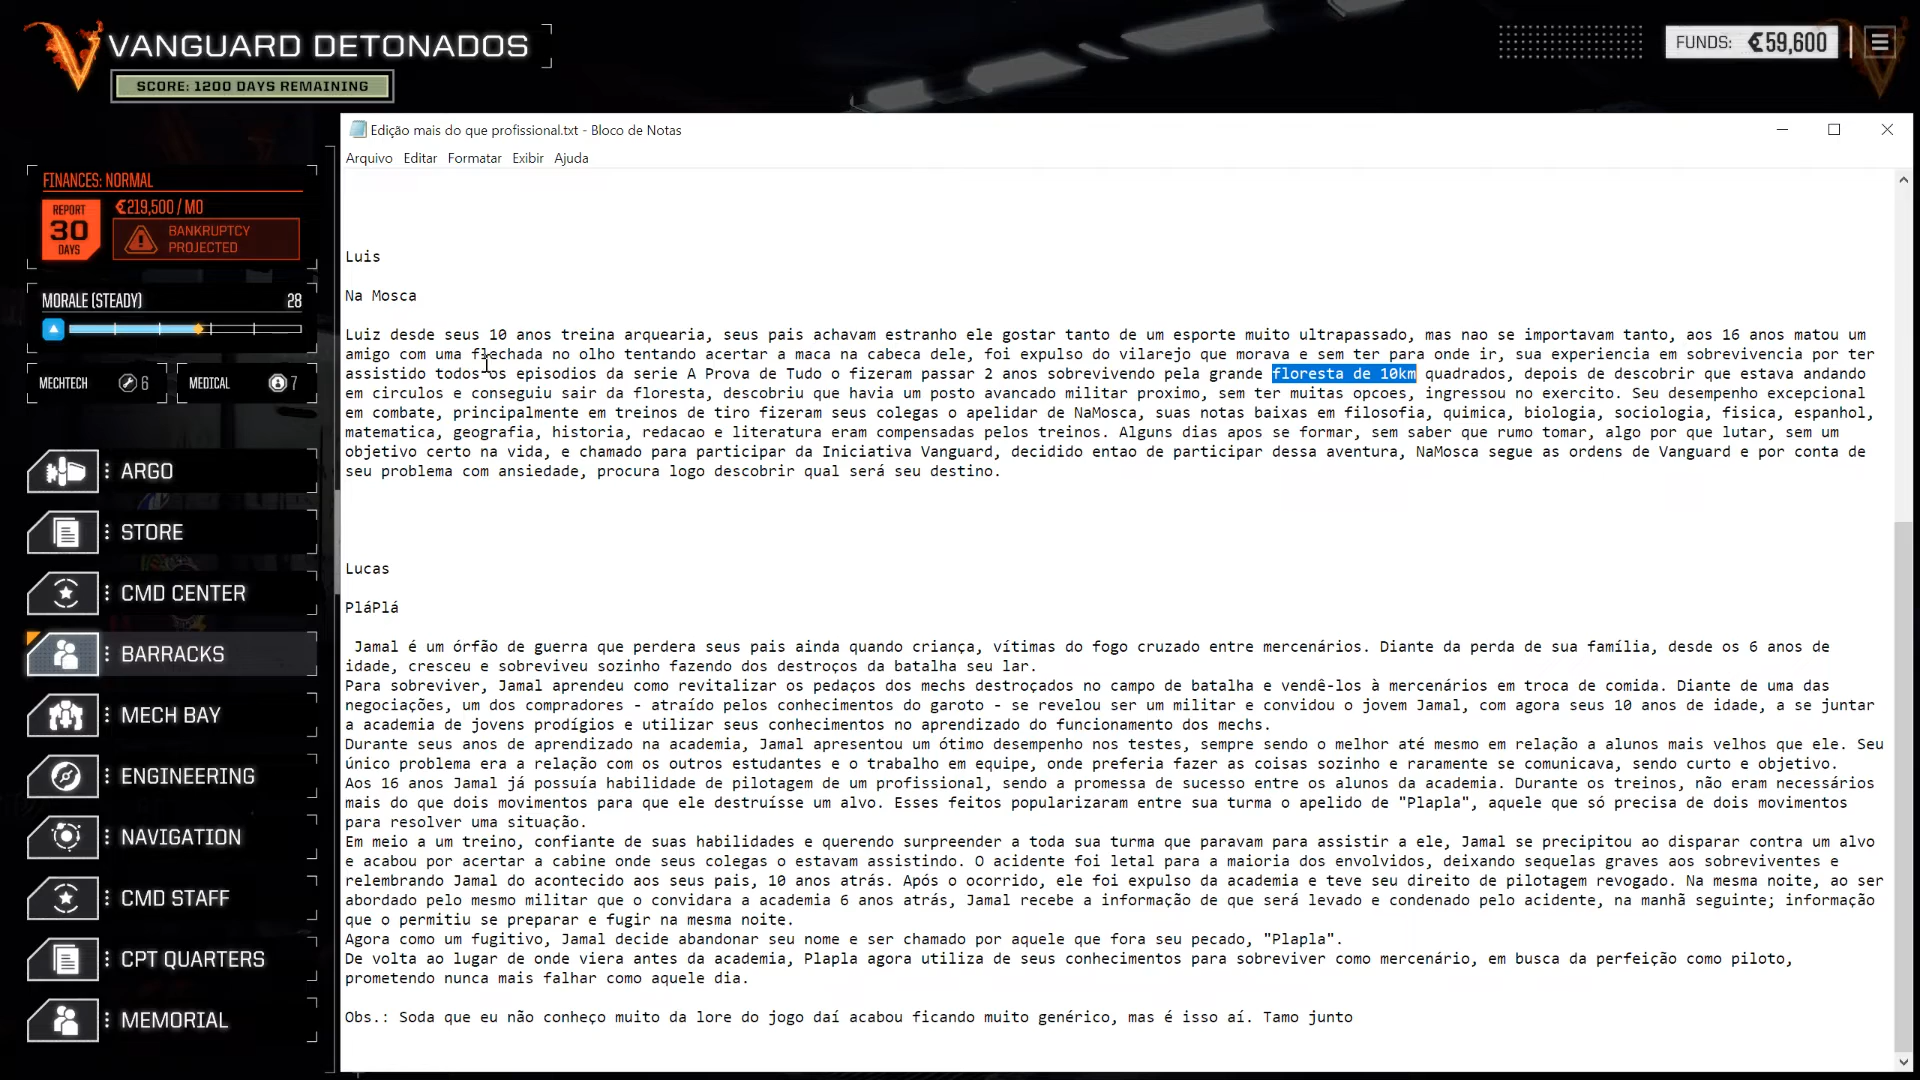 VANGUARD DETONADOS
SCORE: 1200 DAYS REMAINING
FUNDS: €59,600
FINANCES: NORMAL
REPORT
30
DAYS
€219,500 / MO
BANKRUPTCY
PROJECTED
MORALE (STEADY) 28
MECHTECH 6
MEDICAL 7
ARGO
STORE
CMD CENTER
BARRACKS
MECH BAY
ENGINEERING
NAVIGATION
CMD STAFF
CPT QUARTERS
MEMORIAL
Edição mais do que profissional.txt - Bloco de Notas
Arquivo Editar Formatar Exibir Ajuda
Luis
Na Mosca
Luiz desde seus 10 anos treina arquearia, seus pais achavam estranho ele gostar tanto de um esporte muito ultrapassado, mas nao se importavam tanto, aos 16 anos matou um
amigo com uma flechada no olho tentando acertar a maca na cabeca dele, foi expulso do vilarejo que morava e sem ter para onde ir, sua experiencia em sobrevivencia por ter
assistido todos os episodios da serie A Prova de Tudo o fizeram passar 2 anos sobrevivendo pela grande floresta de 10km quadrados, depois de descobrir que estava andando
em circulos e conseguiu sair da floresta, descobriu que havia um posto avancado militar proximo, sem ter muitas opcoes, ingressou no exercito. Seu desempenho excepcional
em combate, principalmente em treinos de tiro fizeram seus colegas o apelidar de NaMosca, suas notas baixas em filosofia, quimica, biologia, sociologia, fisica, espanhol,
matematica, geografia, historia, redacao e literatura eram compensadas pelos treinos. Alguns dias apos se formar, sem saber que rumo tomar, algo por que lutar, sem um
objetivo certo na vida, e chamado para participar da Iniciativa Vanguard, decidido entao de participar dessa aventura, NaMosca segue as ordens de Vanguard e por conta de
seu problema com ansiedade, procura logo descobrir qual será seu destino.
Lucas
PláPlá
Jamal é um órfão de guerra que perdera seus pais ainda quando criança, vítimas do fogo cruzado entre mercenários. Diante da perda de sua família, desde os 6 anos de
idade, cresceu e sobreviveu sozinho fazendo dos destroços da batalha seu lar.
Para sobreviver, Jamal aprendeu como revitalizar os pedaços dos mechs destroçados no campo de batalha e vendê-los à mercenários em troca de comida. Diante de uma das
negociações, um dos compradores - atraído pelos conhecimentos do garoto - se revelou ser um militar e convidou o jovem Jamal, com agora seus 10 anos de idade, a se juntar
a academia de jovens prodígios e utilizar seus conhecimentos no aprendizado do funcionamento dos mechs.
Durante seus anos de aprendizado na academia, Jamal apresentou um ótimo desempenho nos testes, sempre sendo o melhor até mesmo em relação a alunos mais velhos que ele. Seu
único problema era a relação com os outros estudantes e o trabalho em equipe, onde preferia fazer as coisas sozinho e raramente se comunicava, sendo curto e objetivo.
Aos 16 anos Jamal já possuía habilidade de pilotagem de um profissional, sendo a promessa de sucesso entre os alunos da academia. Durante os treinos, não eram necessários
mais do que dois movimentos para que ele destruísse um alvo. Esses feitos popularizaram entre sua turma o apelido de "Plapla", aquele que só precisa de dois movimentos
para resolver uma situação.
Em meio a um treino, confiante de suas habilidades e querendo surpreender a toda sua turma que paravam para assistir a ele, Jamal se precipitou ao disparar contra um alvo
e acabou por acertar a cabine onde seus colegas o estavam assistindo. O acidente foi letal para a maioria dos envolvidos, deixando sequelas graves aos sobreviventes e
relembrando Jamal do acontecido aos seus pais, 10 anos atrás. Após o ocorrido, ele foi expulso da academia e teve seu direito de pilotagem revogado. Na mesma noite, ao ser
abordado pelo mesmo militar que o convidara a academia 6 anos atrás, Jamal recebe a informação de que será levado e condenado pelo acidente, na manhã seguinte; informação
que o permitiu se preparar e fugir na mesma noite.
Agora como um fugitivo, Jamal decide abandonar seu nome e ser chamado por aquele que fora seu pecado, "Plapla".
De volta ao lugar de onde viera antes da academia, Plapla agora utiliza de seus conhecimentos para sobreviver como mercenário, em busca da perfeição como piloto,
prometendo nunca mais falhar como aquele dia.
Obs.: Soda que eu não conheço muito da lore do jogo daí acabou ficando muito genérico, mas é isso aí. Tamo junto